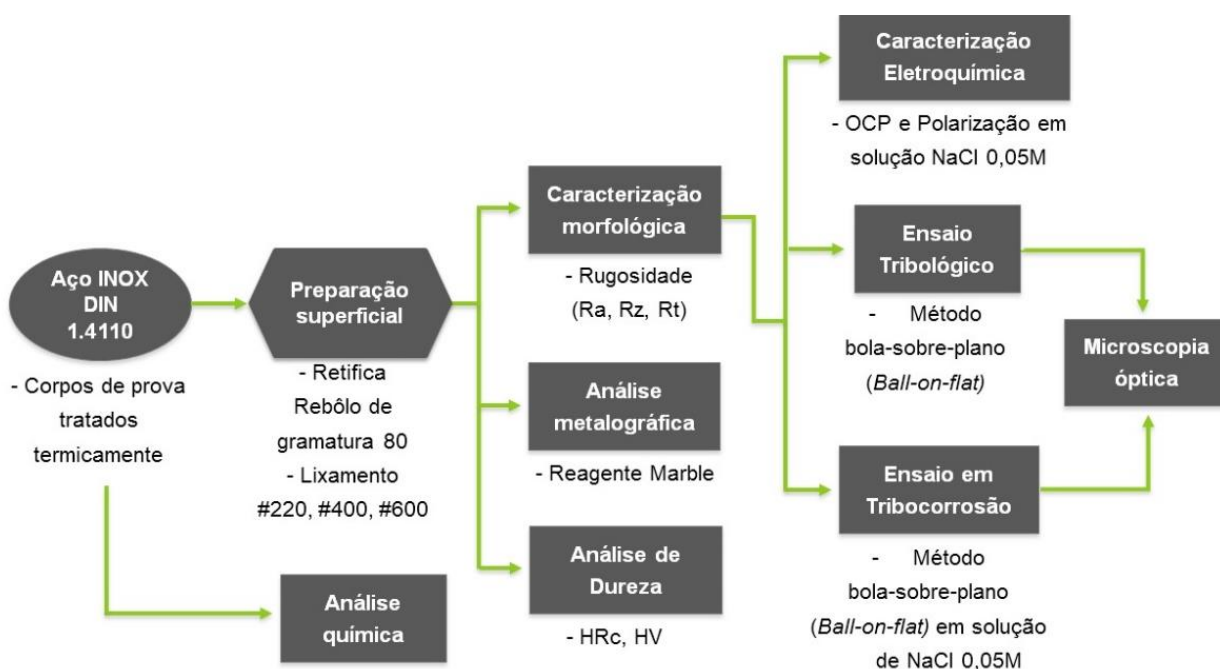 Aço INOX
DIN
1.4110
- Corpos de prova
tratados
termicamente
Preparação
superficial
- Retifica
Rebôlo de
gramatura 80
- Lixamento
#220, #400, #600
Análise
química
Caracterização
morfológica
- Rugosidade
(Ra, Rz, Rt)
Análise
metalográfica
- Reagente Marble
Análise de
Dureza
- HRc, HV
Caracterização
Eletroquímica
- OCP e Polarização em
solução NaCl 0,05M
Ensaio
Tribológico
- Método
bola-sobre-plano
(Ball-on-flat)
Ensaio em
Tribocorrosão
- Método
bola-sobre-plano
(Ball-on-flat) em solução
de NaCl 0,05M
Microscopia
óptica